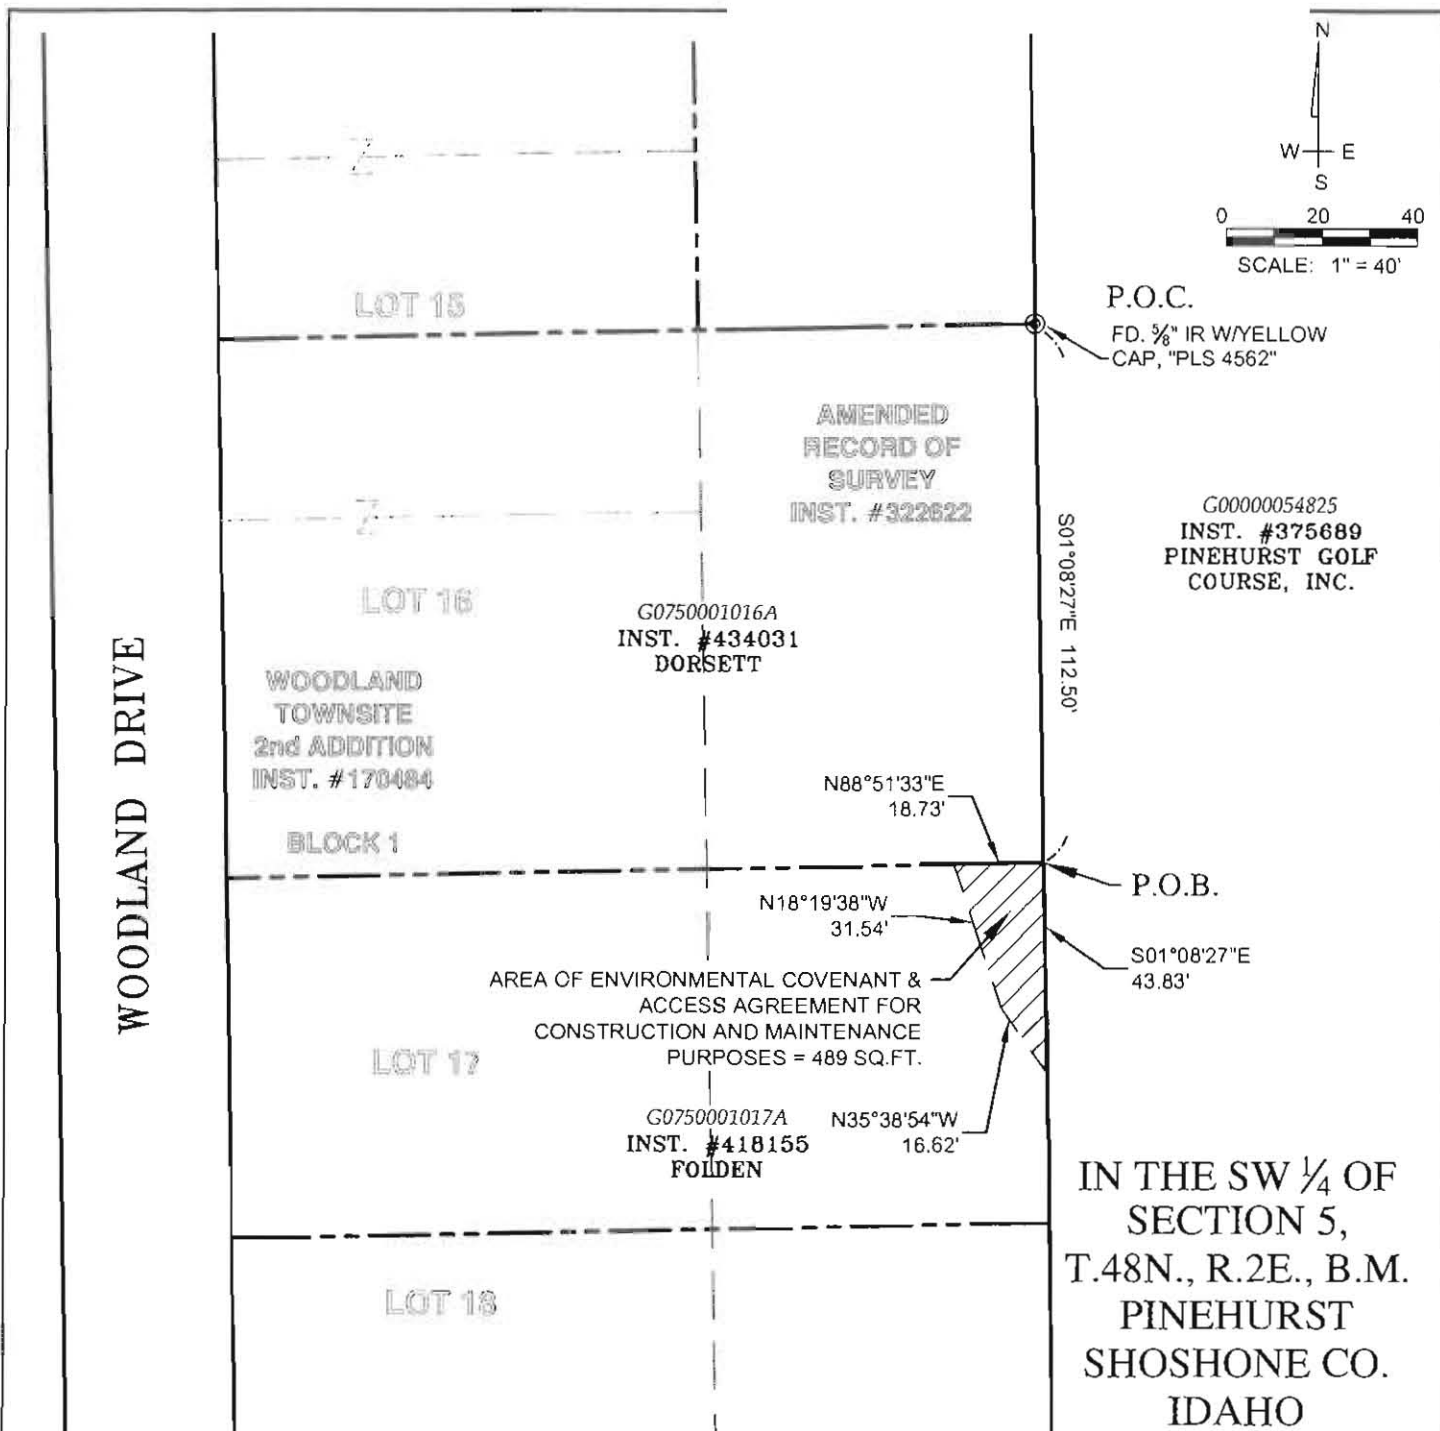 N
W E
S
0 20 40
SCALE: 1" = 40'
P.O.C.
FD. ⅝" IR W/YELLOW
CAP, "PLS 4562"
LOT 15
Z
AMENDED
RECORD OF
SURVEY
INST. #322622
G00000054825
INST. #375689
PINEHURST GOLF
COURSE, INC.
S01°08'27"E 112.50'
Z
LOT 16
G0750001016A
INST. #434031
DORSETT
WOODLAND DRIVE
WOODLAND
TOWNSITE
2nd ADDITION
INST. #170484
BLOCK 1
N88°51'33"E
18.73'
P.O.B.
N18°19'38"W
31.54'
S01°08'27"E
43.83'
AREA OF ENVIRONMENTAL COVENANT &
ACCESS AGREEMENT FOR
CONSTRUCTION AND MAINTENANCE
PURPOSES = 489 SQ.FT.
LOT 17
G0750001017A
INST. #418155
FOLDEN
N35°38'54"W
16.62'
LOT 18
IN THE SW ¼ OF
SECTION 5,
T.48N., R.2E., B.M.
PINEHURST
SHOSHONE CO.
IDAHO